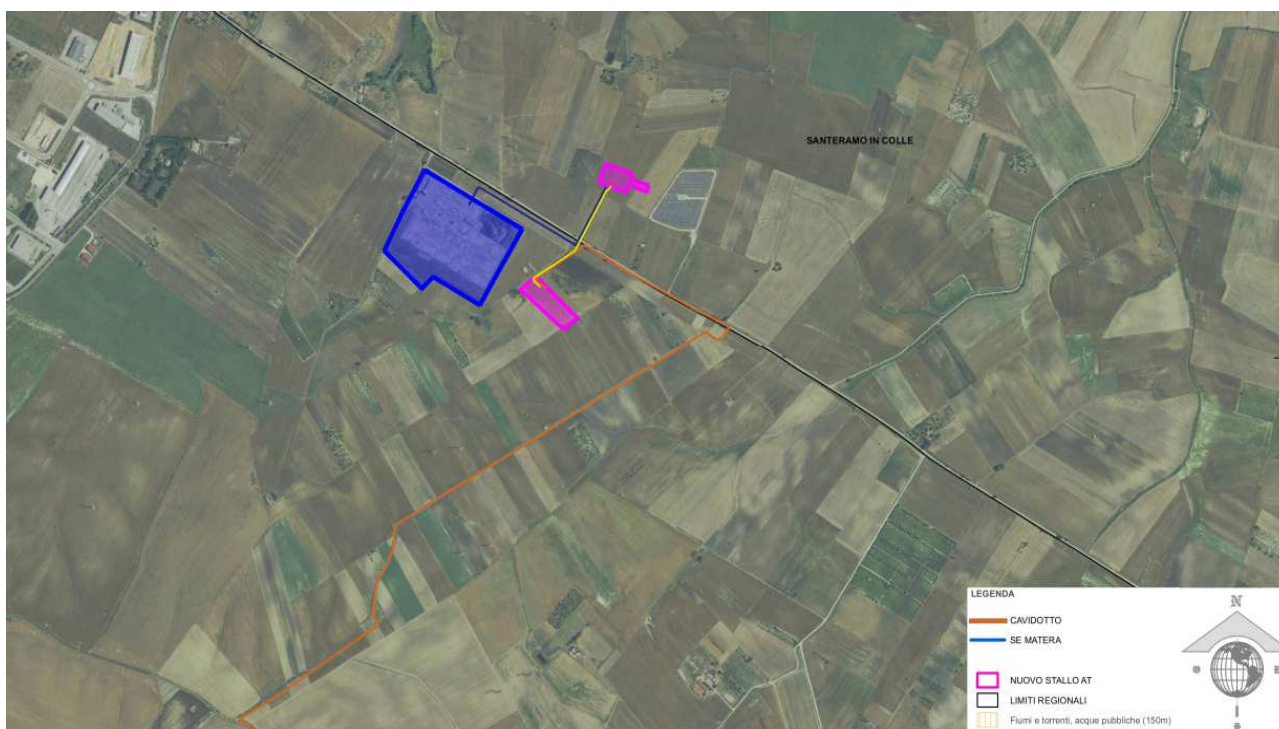 SANTERAMO IN COLLE
LEGENDA
CAVIDOTTO
SE MATERA
NUOVO STALLO AT
LIMITI REGIONALI
Fiumi e torrenti, acque pubbliche (150m)
N